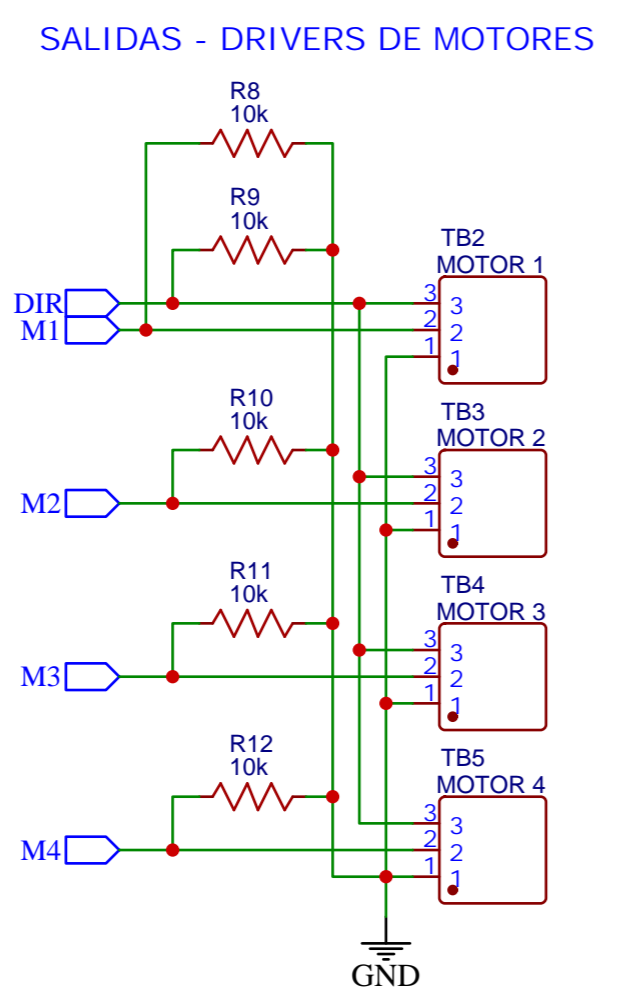 SALIDAS - DRIVERS DE MOTORES
R8
10k
R9
10k
TB2
MOTOR 1
DIR
3
3
M1
2
2
1
1
R10
10k
TB3
MOTOR 2
3
3
M2
2
2
1
1
R11
10k
TB4
MOTOR 3
3
3
M3
2
2
1
1
R12
10k
TB5
MOTOR 4
3
3
M4
2
2
1
1
GND